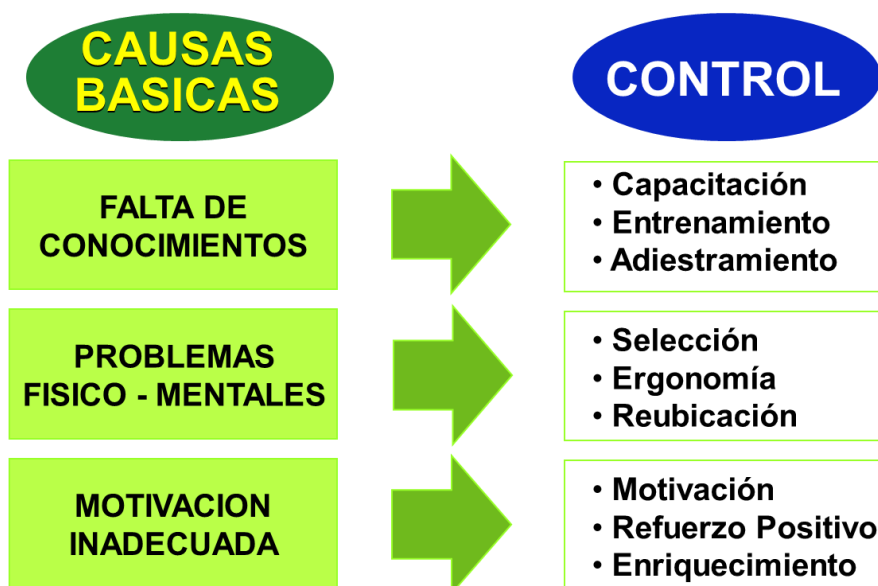 CAUSAS
BASICAS
CONTROL
FALTA DE
CONOCIMIENTOS
• Capacitación
• Entrenamiento
• Adiestramiento
PROBLEMAS
FISICO - MENTALES
• Selección
• Ergonomía
• Reubicación
MOTIVACION
INADECUADA
• Motivación
• Refuerzo Positivo
• Enriquecimiento